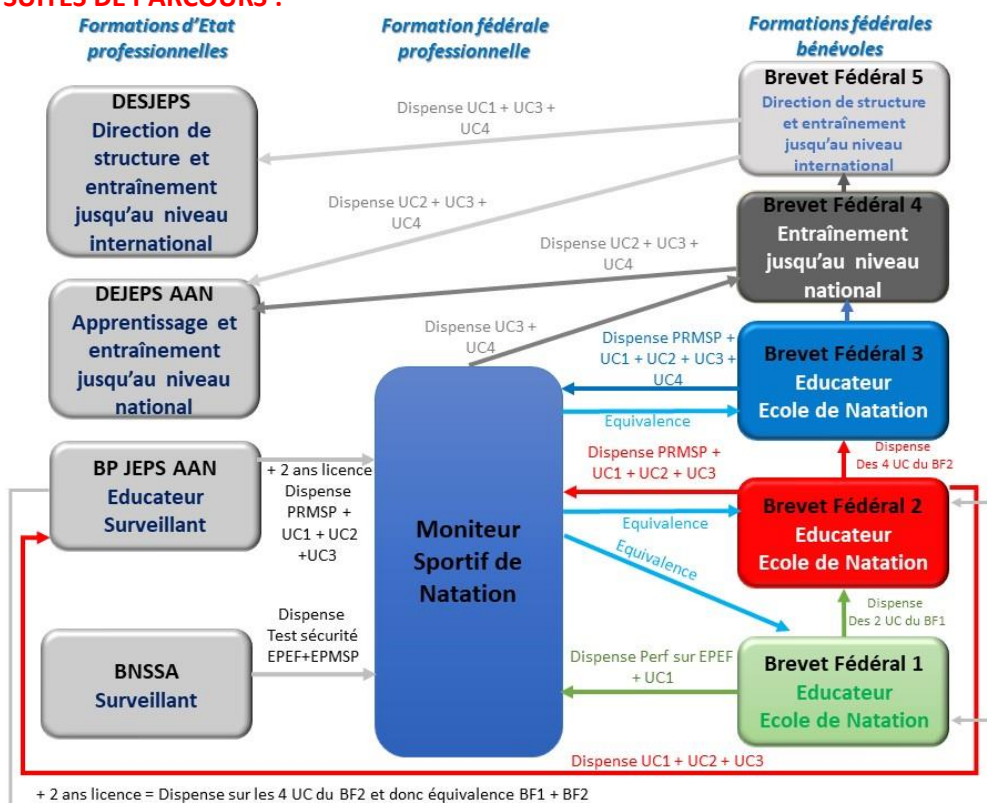 SUITES DE PARCOURS :
Formations d'Etat
professionnelles
Formation fédérale
professionnelle
Formations fédérales
bénévoles
DESJEPS
Direction de
structure et
entraînement
jusqu'au niveau
international
Dispense UC1 + UC3 +
UC4
Brevet Fédéral 5
Direction de structure
et entraînement
jusqu'au niveau
international
Dispense UC2 + UC3 +
UC4
Dispense UC2 + UC3 +
UC4
Brevet Fédéral 4
Entraînement
jusqu'au niveau
national
DEJEPS AAN
Apprentissage et
entraînement
jusqu'au niveau
national
Dispense UC3 +
UC4
Dispense PRMSP +
UC1 + UC2 + UC3 +
UC4
Equivalence
Brevet Fédéral 3
Educateur
Ecole de Natation
BP JEPS AAN
Educateur
Surveillant
+ 2 ans licence
Dispense
PRMSP +
UC1 + UC2
+UC3
Moniteur
Sportif de
Natation
Dispense PRMSP +
UC1 + UC2 + UC3
Equivalence
Equivalence
Dispense
Des 4 UC du BF2
Brevet Fédéral 2
Educateur
Ecole de Natation
Dispense
Des 2 UC du BF1
BNSSA
Surveillant
Dispense
Test sécurité
EPEF+EPMSP
Dispense Perf sur EPEF
+ UC1
Brevet Fédéral 1
Educateur
Ecole de Natation
Dispense UC1 + UC2 + UC3
+ 2 ans licence = Dispense sur les 4 UC du BF2 et donc équivalence BF1 + BF2